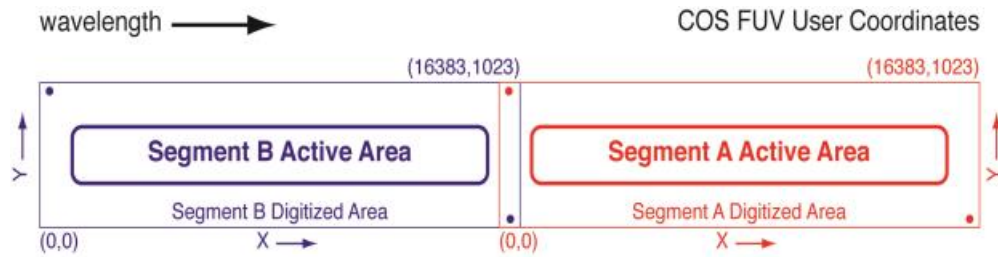 wavelength COS FUV User Coordinates
(16383,1023) (16383,1023)
Y Segment B Active Area Segment A Active Area Y
Segment B Digitized Area Segment A Digitized Area
(0,0) X (0,0) X